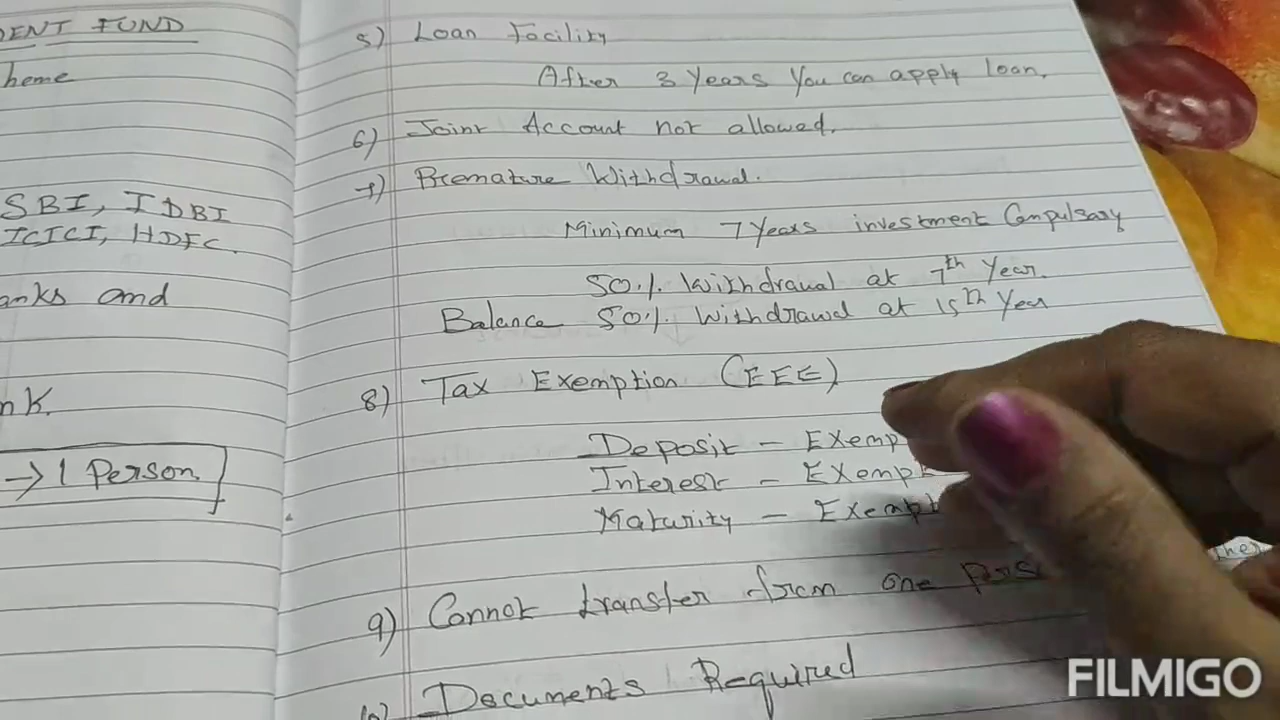 DENT FUND
heme
SBI, IDBI
ICICI, HDFC.
anks and
nk.
→ 1 Person
5) Loan Facility
After 3 years you can apply loan.
6) Joint Account not allowed.
7) Premature Withdrawal.
Minimum 7 years investment Compulsary
50% Withdrawal at 7th Year.
Balance 50% Withdrawal at 15th Year
8) Tax Exemption (EEE)
Deposit - Exemp
Interest - Exempt
Maturity - Exempt
9) Cannot transfer from one pers
10) Documents Required
FILMIGO